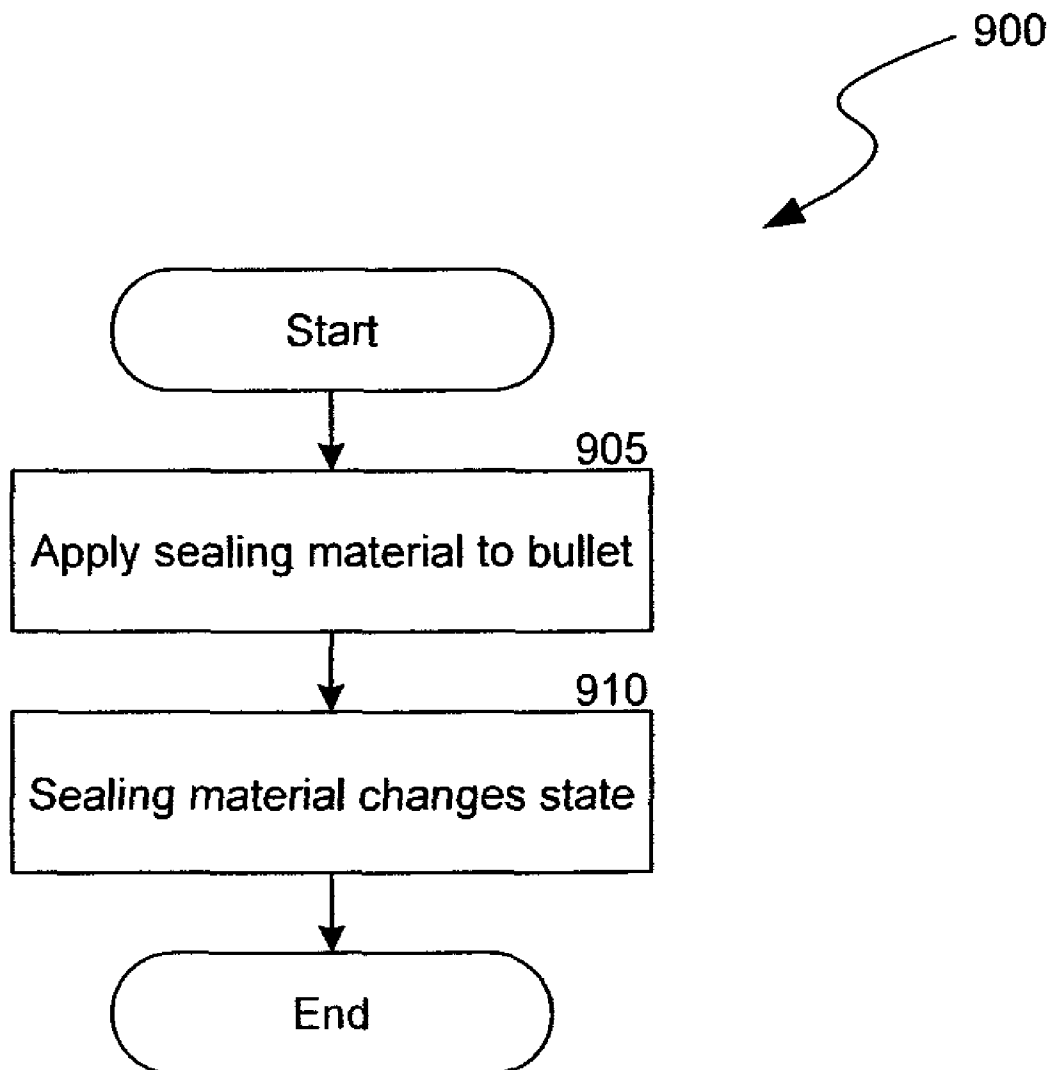 900
Start
905
Apply sealing material to bullet
910
Sealing material changes state
End